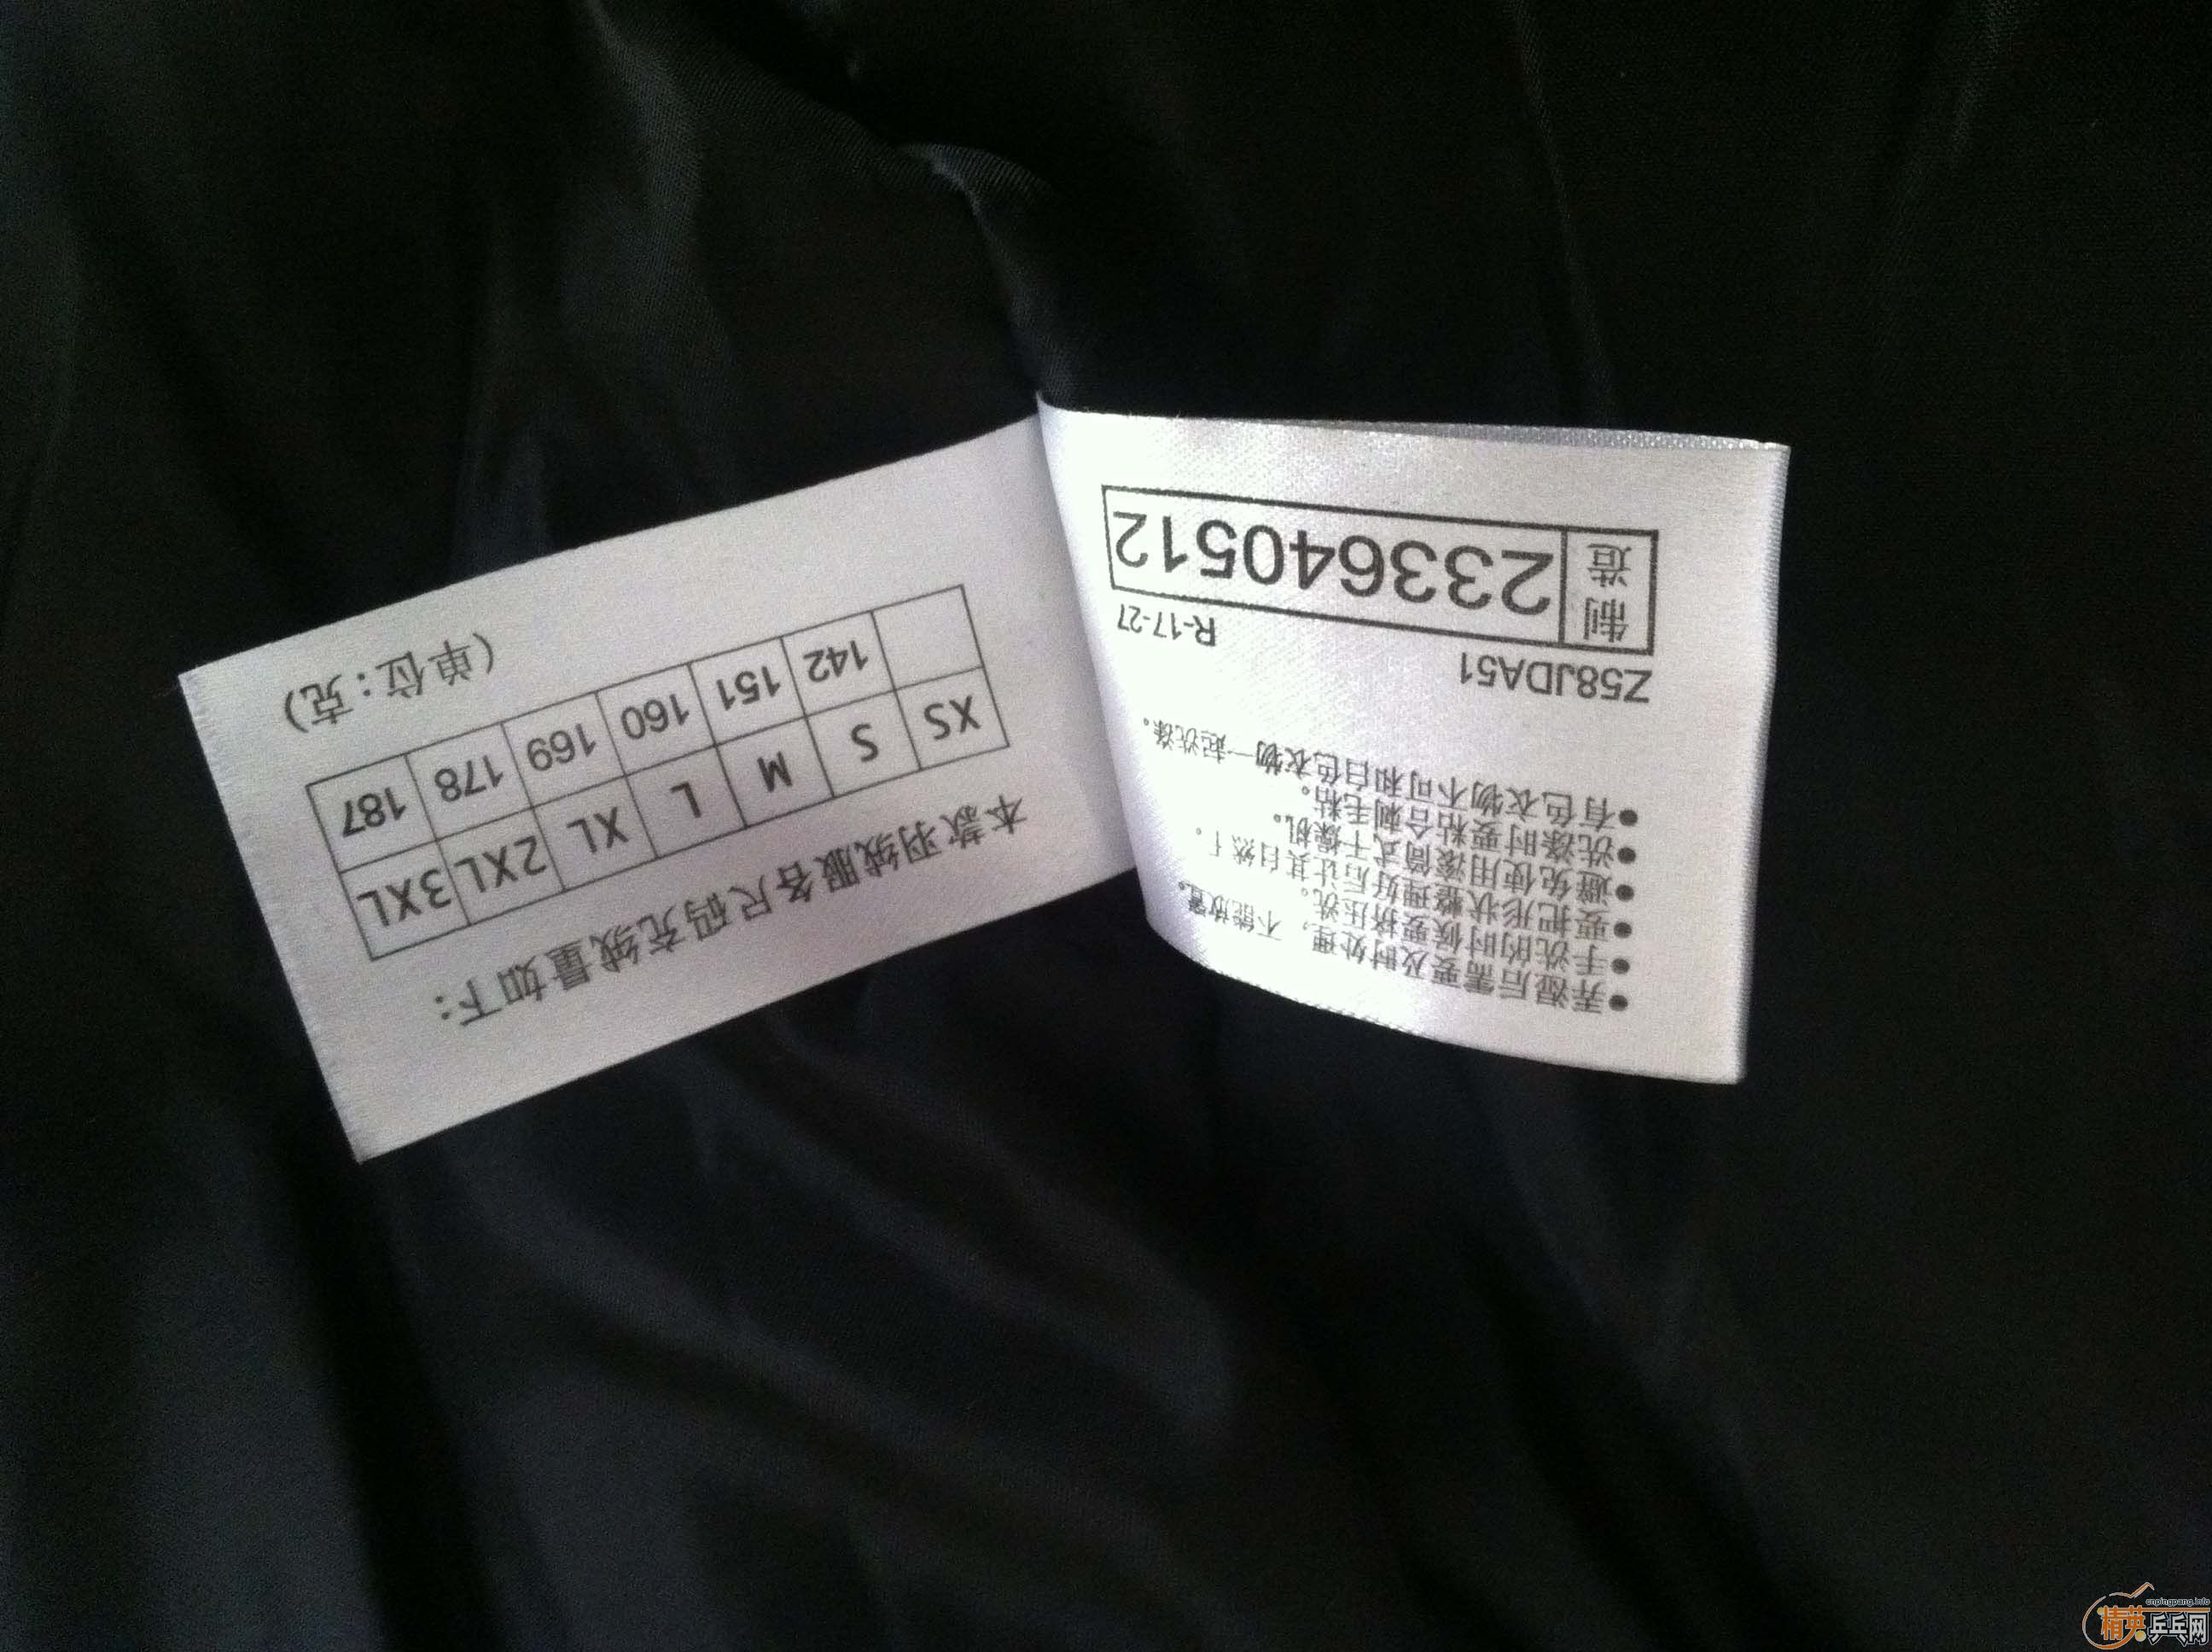 ●弄湿后需要及时处理，不能放置。
●手洗的时候要挤压洗。
●要把形状整理好后让其自然干。
●避免使用滚筒式干燥机。
●洗涤时要粘合刺毛粘。
●有色衣物不可和白色衣物一起洗涤。
Z58JDA51
R-17-27
制造 233640512
本款羽绒服各尺码充绒量如下：
XS S M L XL 2XL 3XL
142 151 160 169 178 187
（单位：克）
cnpingpang.info
精英乒乓网